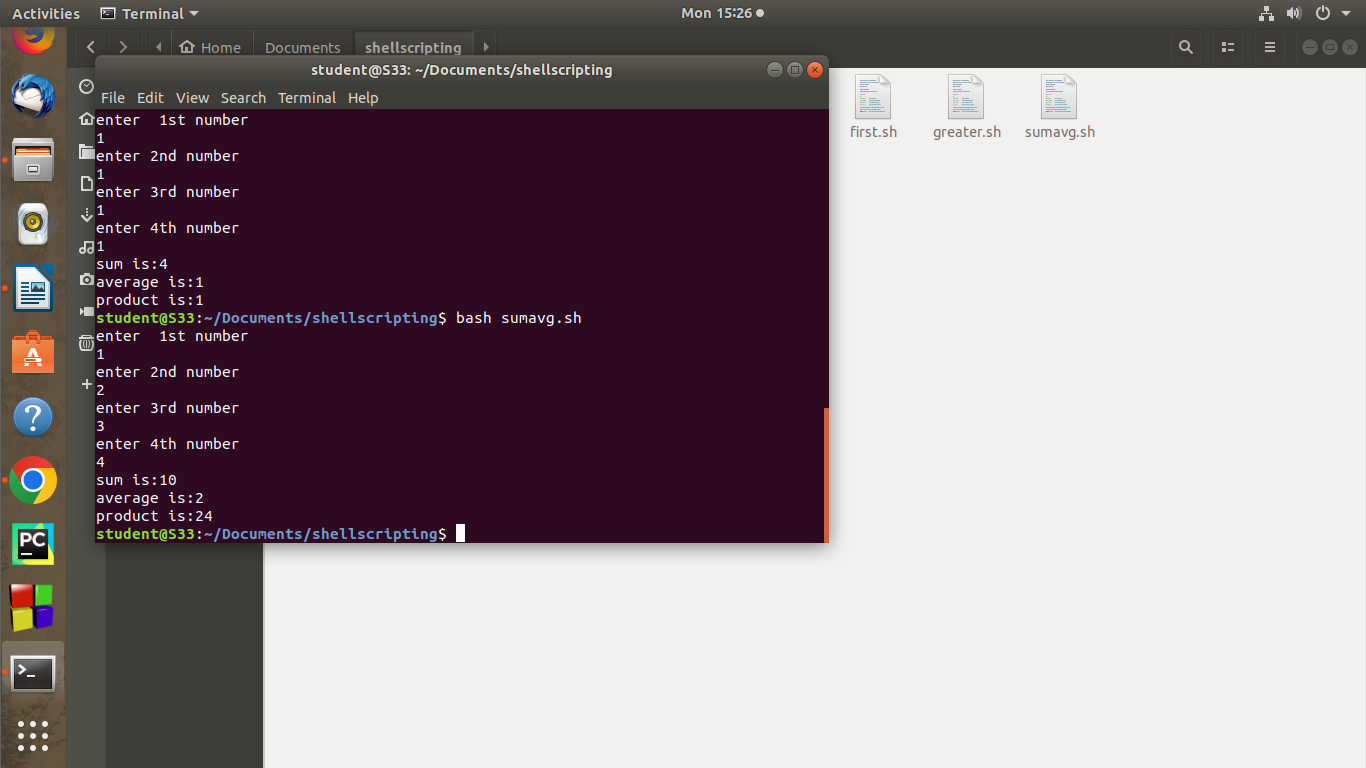 Activities Terminal Mon 15:26
Home Documents shellscripting
student@S33: ~/Documents/shellscripting
File Edit View Search Terminal Help
enter  1st number
1
enter 2nd number
1
enter 3rd number
1
enter 4th number
1
sum is:4
average is:1
product is:1
student@S33:~/Documents/shellscripting$ bash sumavg.sh
enter  1st number
1
enter 2nd number
2
enter 3rd number
3
enter 4th number
4
sum is:10
average is:2
product is:24
student@S33:~/Documents/shellscripting$
first.sh greater.sh sumavg.sh
PC